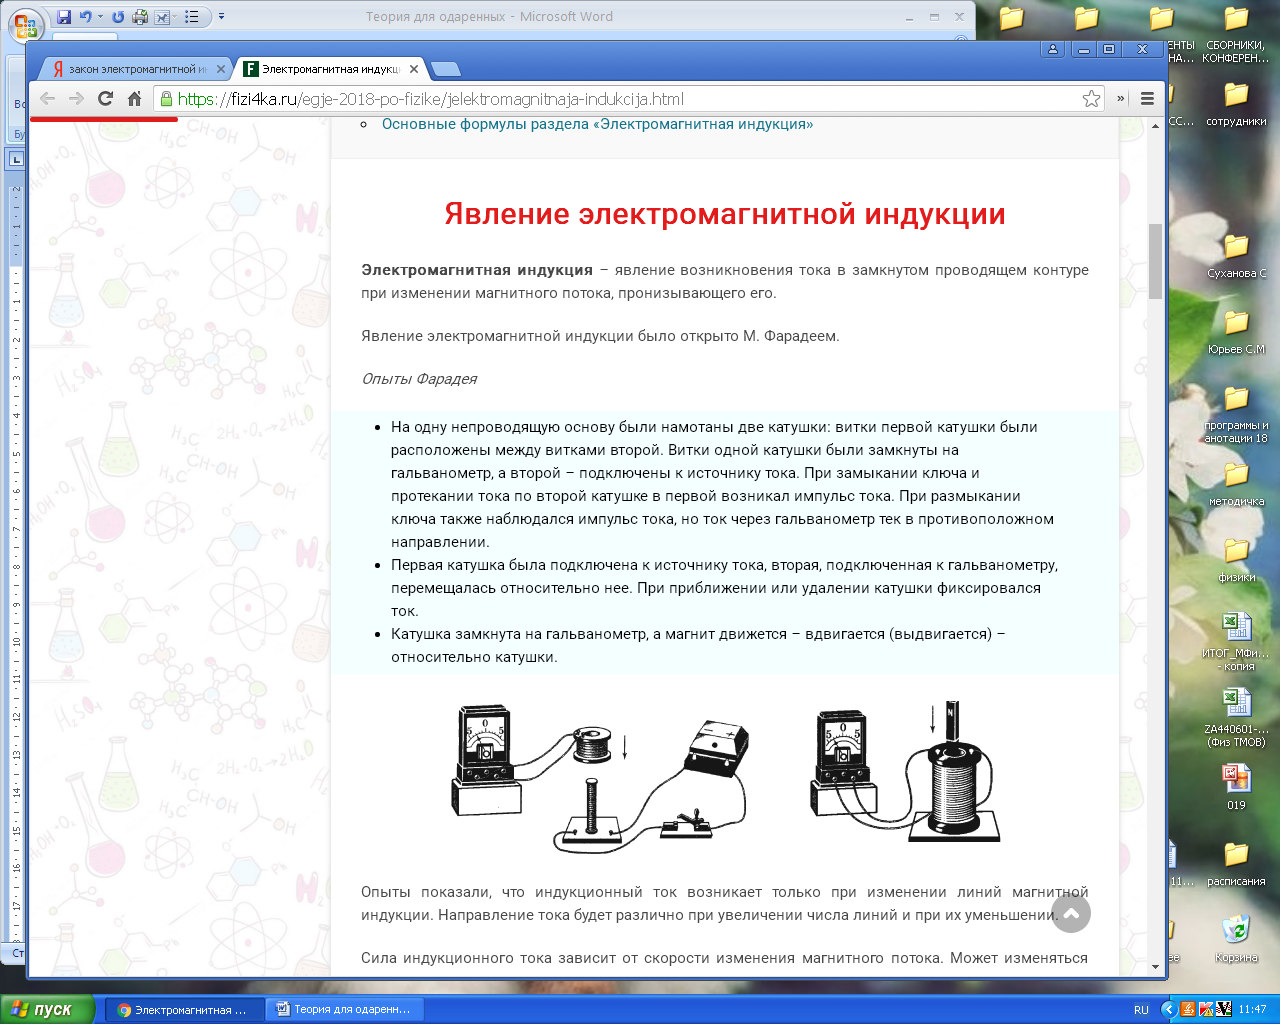 Теория для одаренных - Microsoft Word
закон электромагнитной и
Электромагнитная индукц
https://fizi4ka.ru/egje-2018-po-fizike/jelektromagnitnaja-indukcija.html
Основные формулы раздела «Электромагнитная индукция»
Явление электромагнитной индукции
Электромагнитная индукция – явление возникновения тока в замкнутом проводящем контуре
при изменении магнитного потока, пронизывающего его.
Явление электромагнитной индукции было открыто М. Фарадеем.
Опыты Фарадея
На одну непроводящую основу были намотаны две катушки: витки первой катушки были
расположены между витками второй. Витки одной катушки были замкнуты на
гальванометр, а второй – подключены к источнику тока. При замыкании ключа и
протекании тока по второй катушке в первой возникал импульс тока. При размыкании
ключа также наблюдался импульс тока, но ток через гальванометр тек в противоположном
направлении.
Первая катушка была подключена к источнику тока, вторая, подключенная к гальванометру,
перемещалась относительно нее. При приближении или удалении катушки фиксировался
ток.
Катушка замкнута на гальванометр, а магнит движется – вдвигается (выдвигается) –
относительно катушки.
5 0 5
5 0 5
N
Опыты показали, что индукционный ток возникает только при изменении линий магнитной
индукции. Направление тока будет различно при увеличении числа линий и при их уменьшении.
Сила индукционного тока зависит от скорости изменения магнитного потока. Может изменяться
СБОРНИКИ,
КОНФЕРЕН...
сотрудники
Суханова С
Юрьев С.М
программы и
анотации 18
методичка
физики
ИТОГ_МФи...
- копия
ZA440601-...
(Физ ТМОВ)
019
расписания
Корзина
пуск
Электромагнитная ...
Теория для одаренн...
RU
11:47